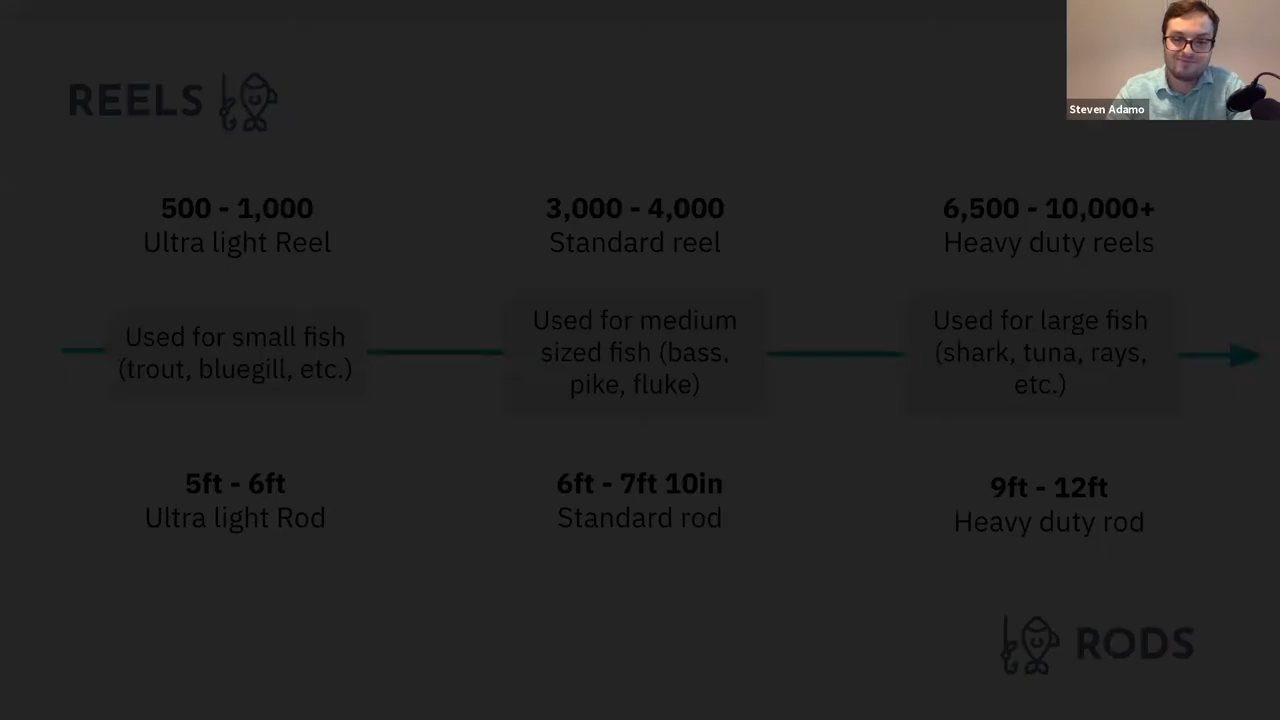 Steven Adamo
REELS
500 - 1,000
Ultra light Reel
3,000 - 4,000
Standard reel
6,500 - 10,000+
Heavy duty reels
Used for small fish
(trout, bluegill, etc.)
Used for medium
sized fish (bass,
pike, fluke)
Used for large fish
(shark, tuna, rays,
etc.)
5ft - 6ft
Ultra light Rod
6ft - 7ft 10in
Standard rod
9ft - 12ft
Heavy duty rod
RODS